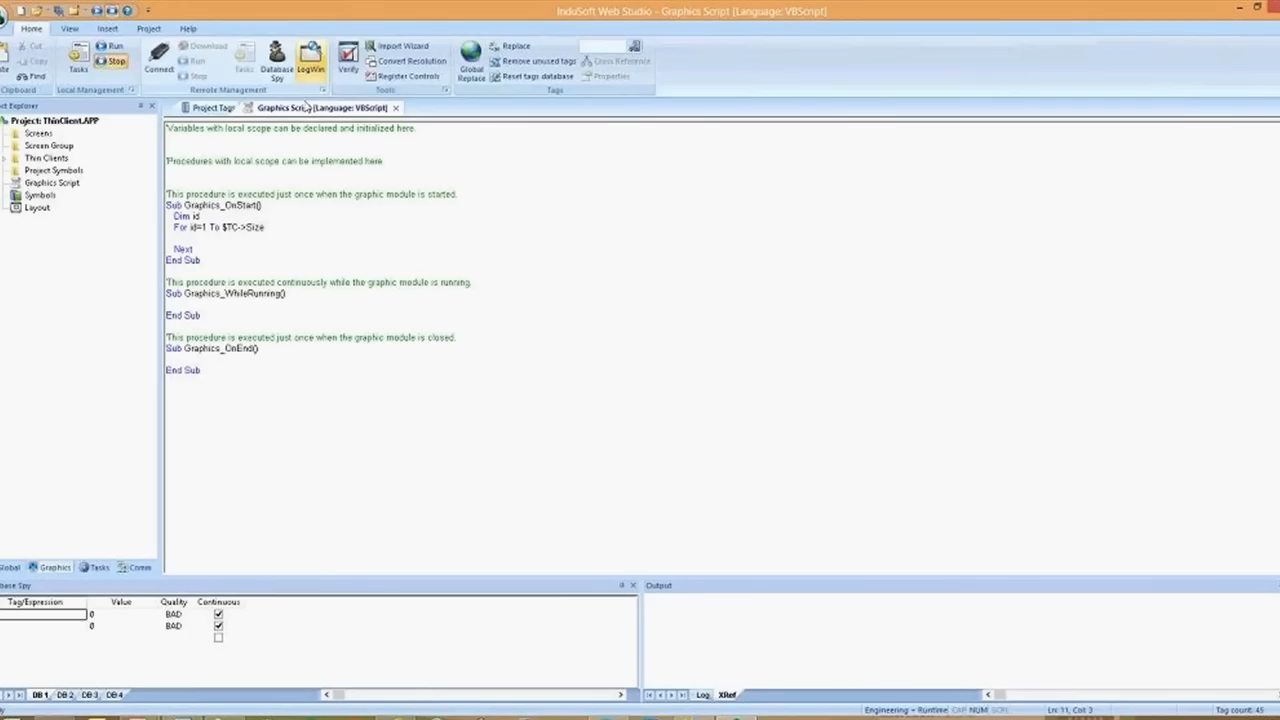 InduSoft Web Studio - Graphics Script [Language: VBScript]
Home View Insert Project Help
Cut
Copy
Find
Clipboard
Tasks
Run
Stop
Local Management
Connect
Download
Run
Stop
Tasks
Database Spy
LogWin
Remote Management
Verify
Import Wizard
Convert Resolution
Register Controls
Tools
Global Replace
Replace
Remove unused tags
Reset tags database
Cross Reference
Properties
Tags
ct Explorer
Project: ThinClient.APP
Screens
Screen Group
Thin Clients
Project Symbols
Graphics Script
Symbols
Layout
Project Tags
Graphics Script [Language: VBScript]
'Variables with local scope can be declared and initialized here.
'Procedures with local scope can be implemented here
'This procedure is executed just once when the graphic module is started.
Sub Graphics_OnStart()
Dim id
For id=1 To $TC->Size
Next
End Sub
'This procedure is executed continuously while the graphic module is running.
Sub Graphics_WhileRunning()
End Sub
'This procedure is executed just once when the graphic module is closed.
Sub Graphics_OnEnd()
End Sub
Global Graphics Tasks Comm
base Spy
Tag/Expression Value Quality Continuous
0 BAD
0 BAD
DB 1 DB 2 DB 3 DB 4
Output
Log XRef
Engineering + Runtime CAP NUM SCRL Ln 11, Col: 3 Tag count: 45